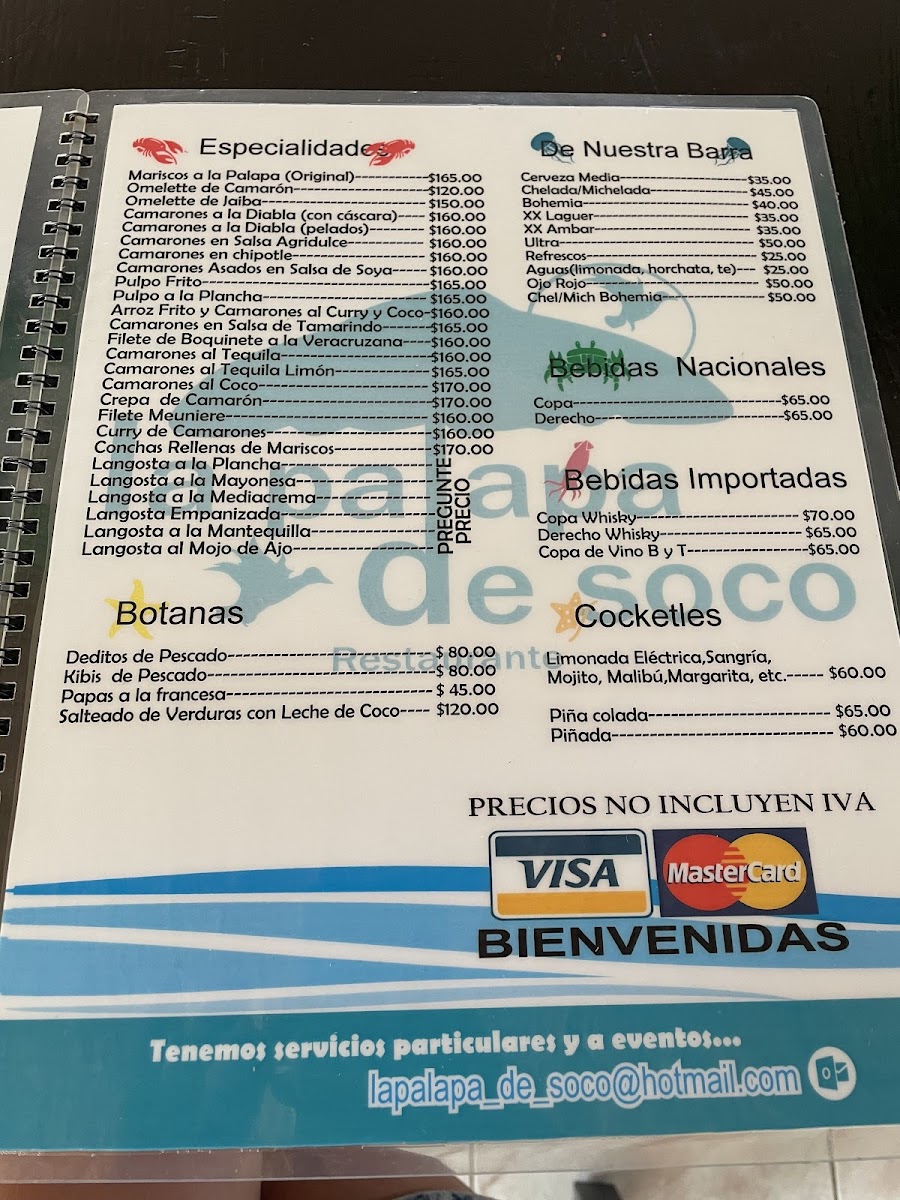 Especialidades
Mariscos a la Palapa (Original)-----------$165.00
Omelette de Camarón--------------------$120.00
Omelette de Jaiba-------------------------$150.00
Camarones a la Diabla (con cáscara)----$160.00
Camarones a la Diabla (pelados)---------$160.00
Camarones en Salsa Agridulce------------$160.00
Camarones en chipotle--------------------$160.00
Camarones Asados en Salsa de Soya-----$160.00
Pulpo Frito---------------------------------$165.00
Pulpo a la Plancha------------------------$165.00
Arroz Frito y Camarones al Curry y Coco-$160.00
Camarones en Salsa de Tamarindo-------$165.00
Filete de Boquinete a la Veracruzana----$160.00
Camarones al Tequila---------------------$160.00
Camarones al Tequila Limón-------------$165.00
Camarones al Coco-----------------------$170.00
Crepa de Camarón-----------------------$170.00
Filete Meuniere----------------------------$160.00
Curry de Camarones----------------------$160.00
Conchas Rellenas de Mariscos------------$170.00
Langosta a la Plancha--------------------
Langosta a la Mayonesa------------------
Langosta a la Mediacrema---------------
Langosta Empanizada--------------------
Langosta a la Mantequilla---------------
Langosta al Mojo de Ajo-----------------
PREGUNTE
PRECIO
Botanas
Deditos de Pescado--------------------------$ 80.00
Kibis de Pescado----------------------------$ 80.00
Papas a la francesa-------------------------$ 45.00
Salteado de Verduras con Leche de Coco---- $120.00
De Nuestra Barra
Cerveza Media-------------------------$35.00
Chelada/Michelada--------------------$45.00
Bohemia-------------------------------$40.00
XX Laguer----------------------------- $35.00
XX Ambar----------------------------- $35.00
Ultra----------------------------------- $50.00
Refrescos------------------------------ $25.00
Aguas(limonada, horchata, te)--- $25.00
Ojo Rojo------------------------------ $50.00
Chel/Mich Bohemia-----------------$50.00
Bebidas Nacionales
Copa----------------------------------$65.00
Derecho-------------------------------$65.00
Bebidas Importadas
Copa Whisky------------------------- $70.00
Derecho Whisky---------------------- $65.00
Copa de Vino B y T------------------$65.00
Cocketles
Limonada Eléctrica,Sangría,
Mojito, Malibú,Margarita, etc.----- $60.00
Piña colada--------------------------- $65.00
Piñada--------------------------------- $60.00
la palapa
de soco
Restaurante
PRECIOS NO INCLUYEN IVA
VISA MasterCard
BIENVENIDAS
Tenemos servicios particulares y a eventos...
lapalapa_de_soco@hotmail.com